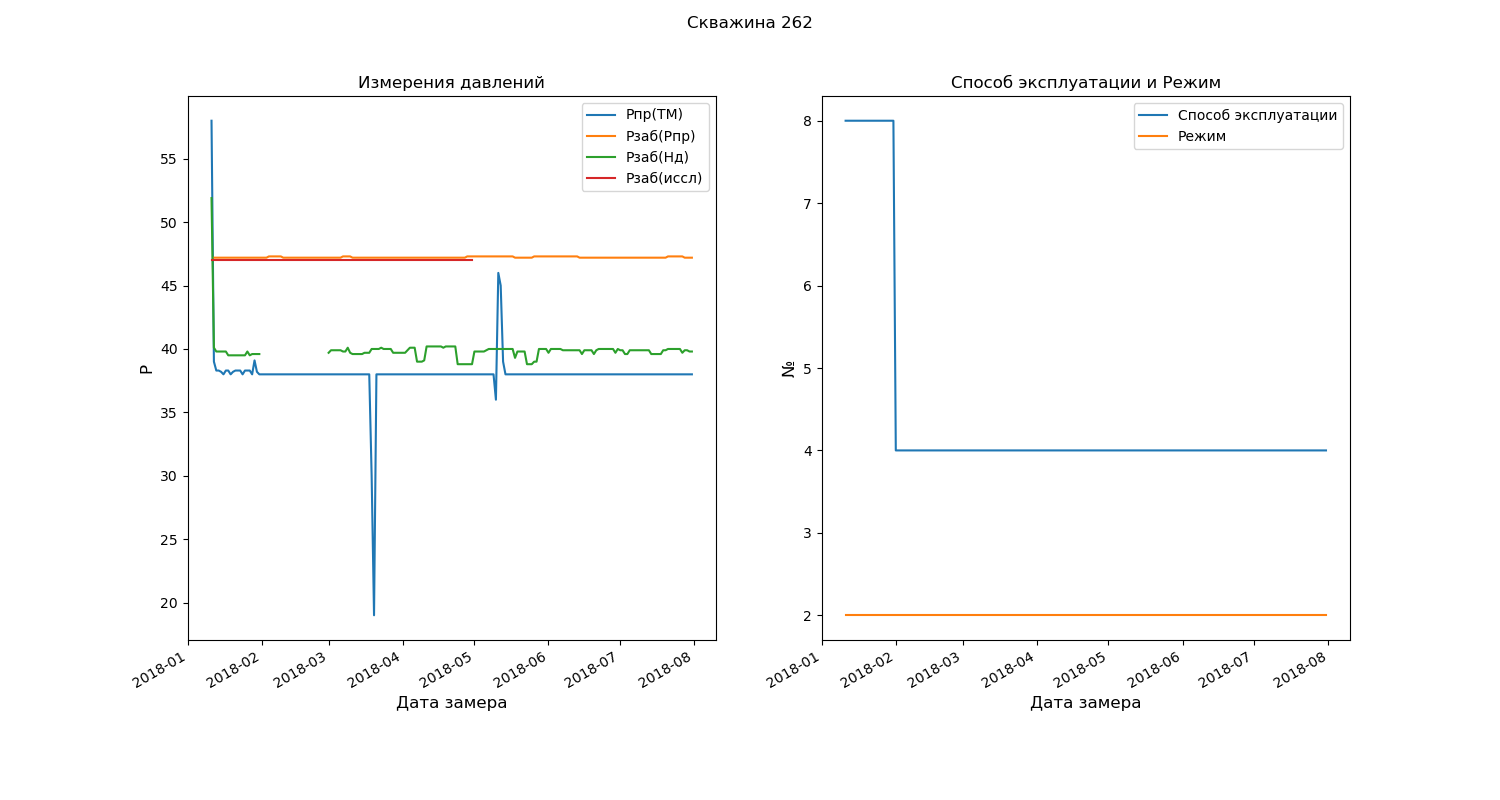 Скважина 262
Измерения давлений
Рпр(ТМ)
Рзаб(Рпр)
Рзаб(Нд)
Рзаб(иссл)
55
50
45
40
35
30
25
20
Р
2018-01
2018-02
2018-03
2018-04
2018-05
2018-06
2018-07
2018-08
Дата замера
Способ эксплуатации и Режим
Способ эксплуатации
Режим
8
7
6
5
4
3
2
№
2018-01
2018-02
2018-03
2018-04
2018-05
2018-06
2018-07
2018-08
Дата замера